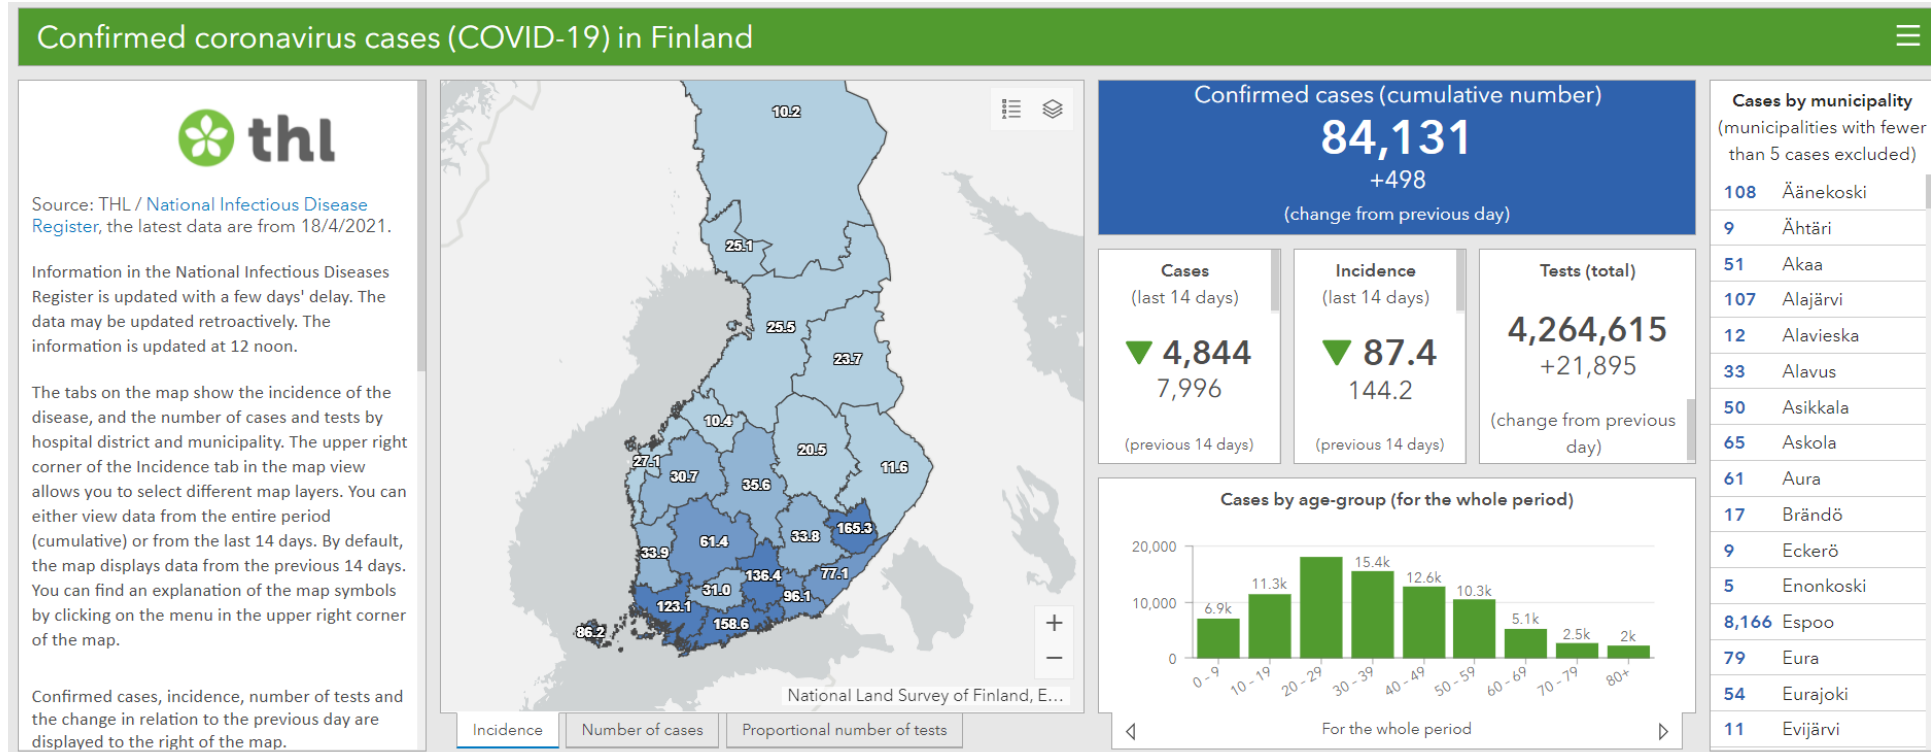 Confirmed coronavirus cases (COVID-19) in Finland
thl
Source: THL / National Infectious Disease
Register, the latest data are from 18/4/2021.
Information in the National Infectious Diseases
Register is updated with a few days' delay. The
data may be updated retroactively. The
information is updated at 12 noon.
The tabs on the map show the incidence of the
disease, and the number of cases and tests by
hospital district and municipality. The upper right
corner of the Incidence tab in the map view
allows you to select different map layers. You can
either view data from the entire period
(cumulative) or from the last 14 days. By default,
the map displays data from the previous 14 days.
You can find an explanation of the map symbols
by clicking on the menu in the upper right corner
of the map.
Confirmed cases, incidence, number of tests and
the change in relation to the previous day are
displayed to the right of the map.
10.2
25.1
25.5
23.7
10.4
20.5
27.1
30.7
35.6
11.6
165.3
33.9
61.4
33.8
136.4
77.1
31.0
96.1
123.1
158.6
86.2
+
−
National Land Survey of Finland, E...
Incidence
Number of cases
Proportional number of tests
Confirmed cases (cumulative number)
84,131
+498
(change from previous day)
Cases
(last 14 days)
4,844
7,996
(previous 14 days)
Incidence
(last 14 days)
87.4
144.2
(previous 14 days)
Tests (total)
4,264,615
+21,895
(change from previous
day)
Cases by age-group (for the whole period)
20,000
10,000
0
6.9k
11.3k
15.4k
12.6k
10.3k
5.1k
2.5k
2k
0 - 9
10 - 19
20 - 29
30 - 39
40 - 49
50 - 59
60 - 69
70 - 79
80+
For the whole period
Cases by municipality
(municipalities with fewer
than 5 cases excluded)
108 Äänekoski
9 Ähtäri
51 Akaa
107 Alajärvi
12 Alavieska
33 Alavus
50 Asikkala
65 Askola
61 Aura
17 Brändö
9 Eckerö
5 Enonkoski
8,166 Espoo
79 Eura
54 Eurajoki
11 Evijärvi